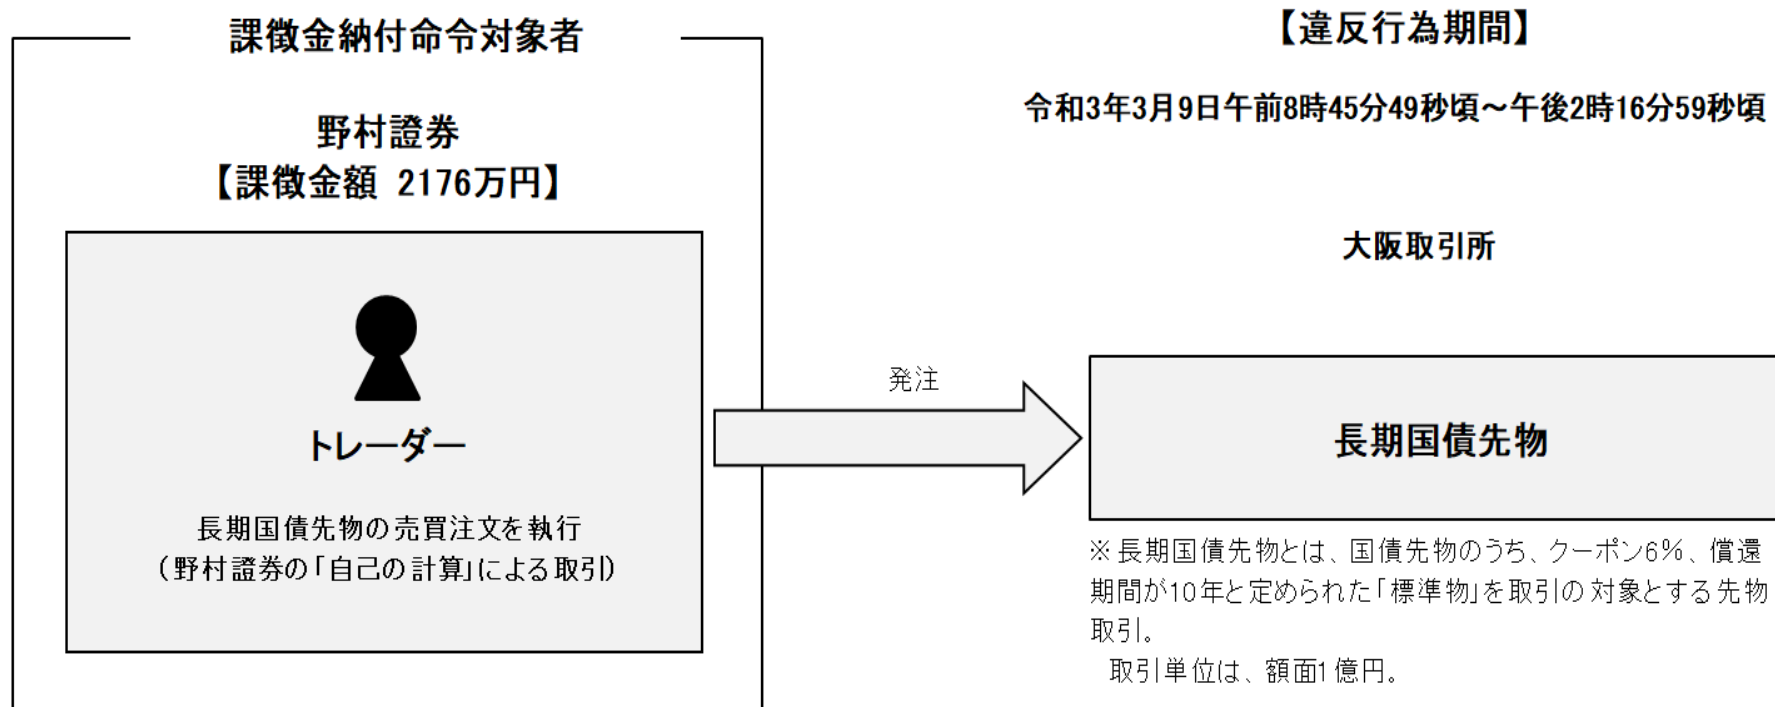 課徴金納付命令対象者
野村證券
【課徴金額 2176万円】
トレーダー
長期国債先物の売買注文を執行
(野村證券の「自己の計算」による取引)
発注
【違反行為期間】
令和3年3月9日午前8時45分49秒頃～午後2時16分59秒頃
大阪取引所
長期国債先物
※長期国債先物とは、国債先物のうち、クーポン6%、償還
期間が10年と定められた「標準物」を取引の対象とする先物
取引。
取引単位は、額面1億円。